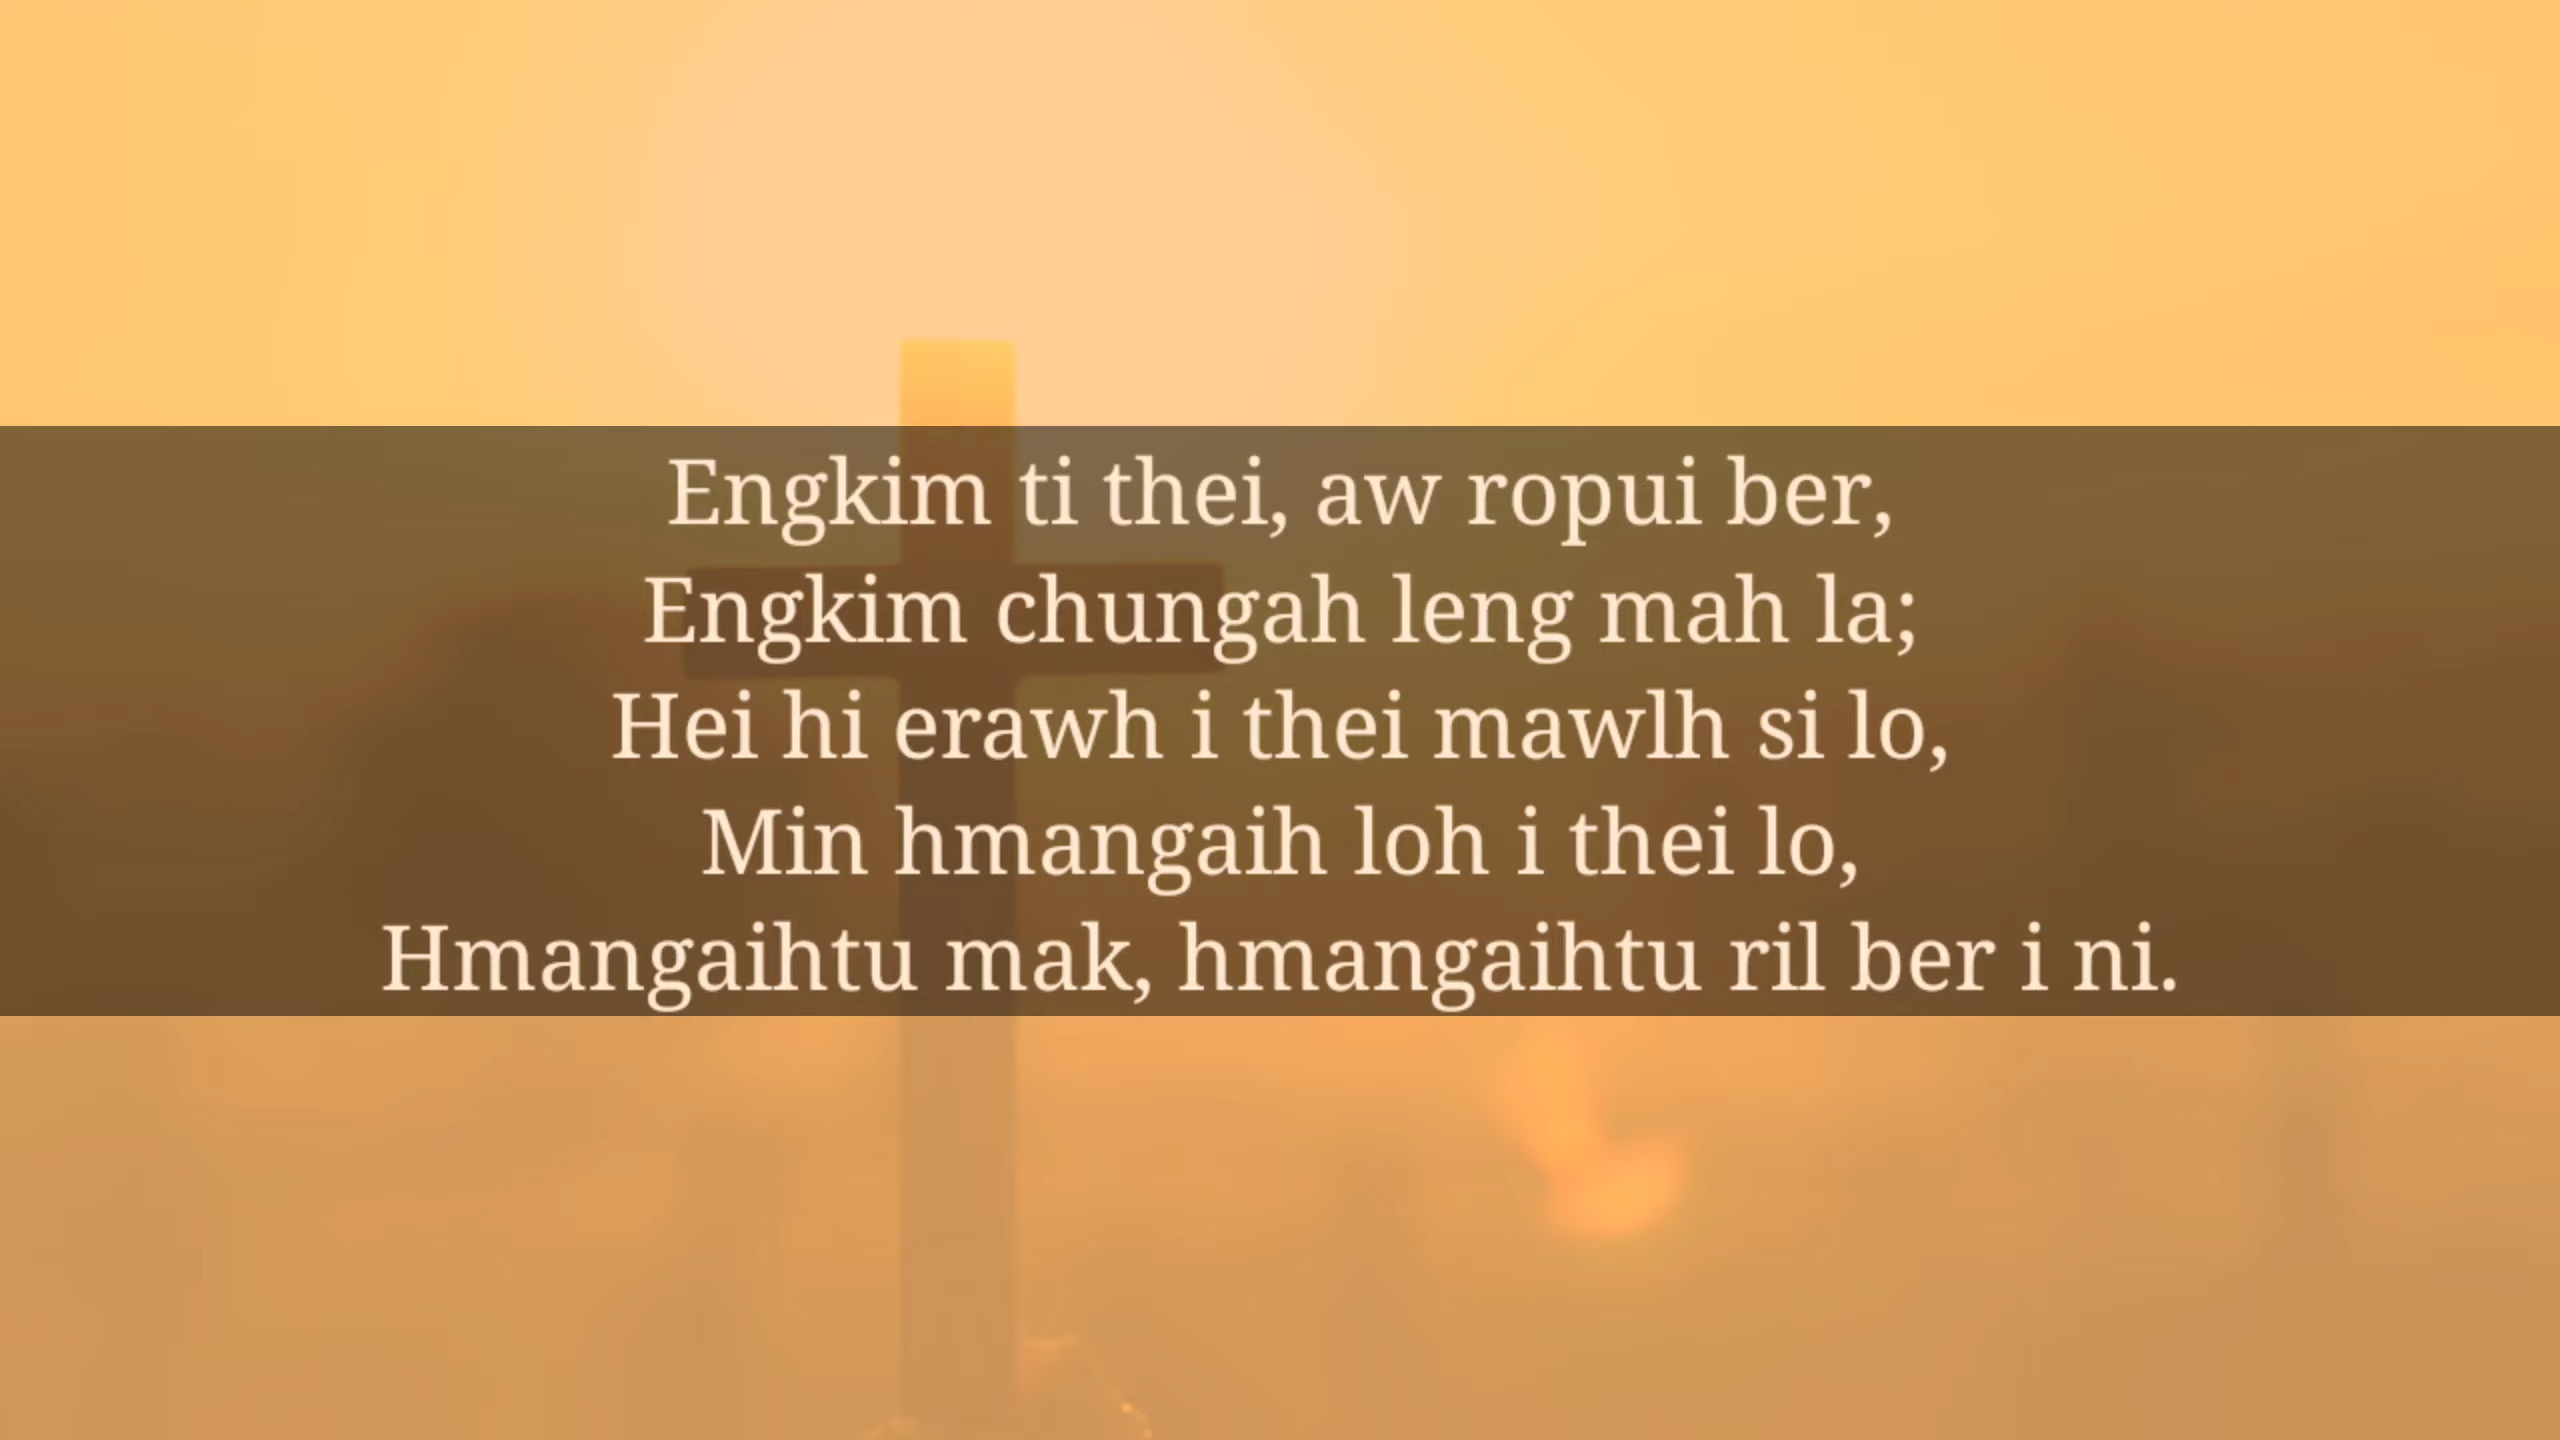 Engkim ti thei, aw ropui ber,
Engkim chungah leng mah la;
Hei hi erawh i thei mawlh si lo,
Min hmangaih loh i thei lo,
Hmangaihtu mak, hmangaihtu ril ber i ni.